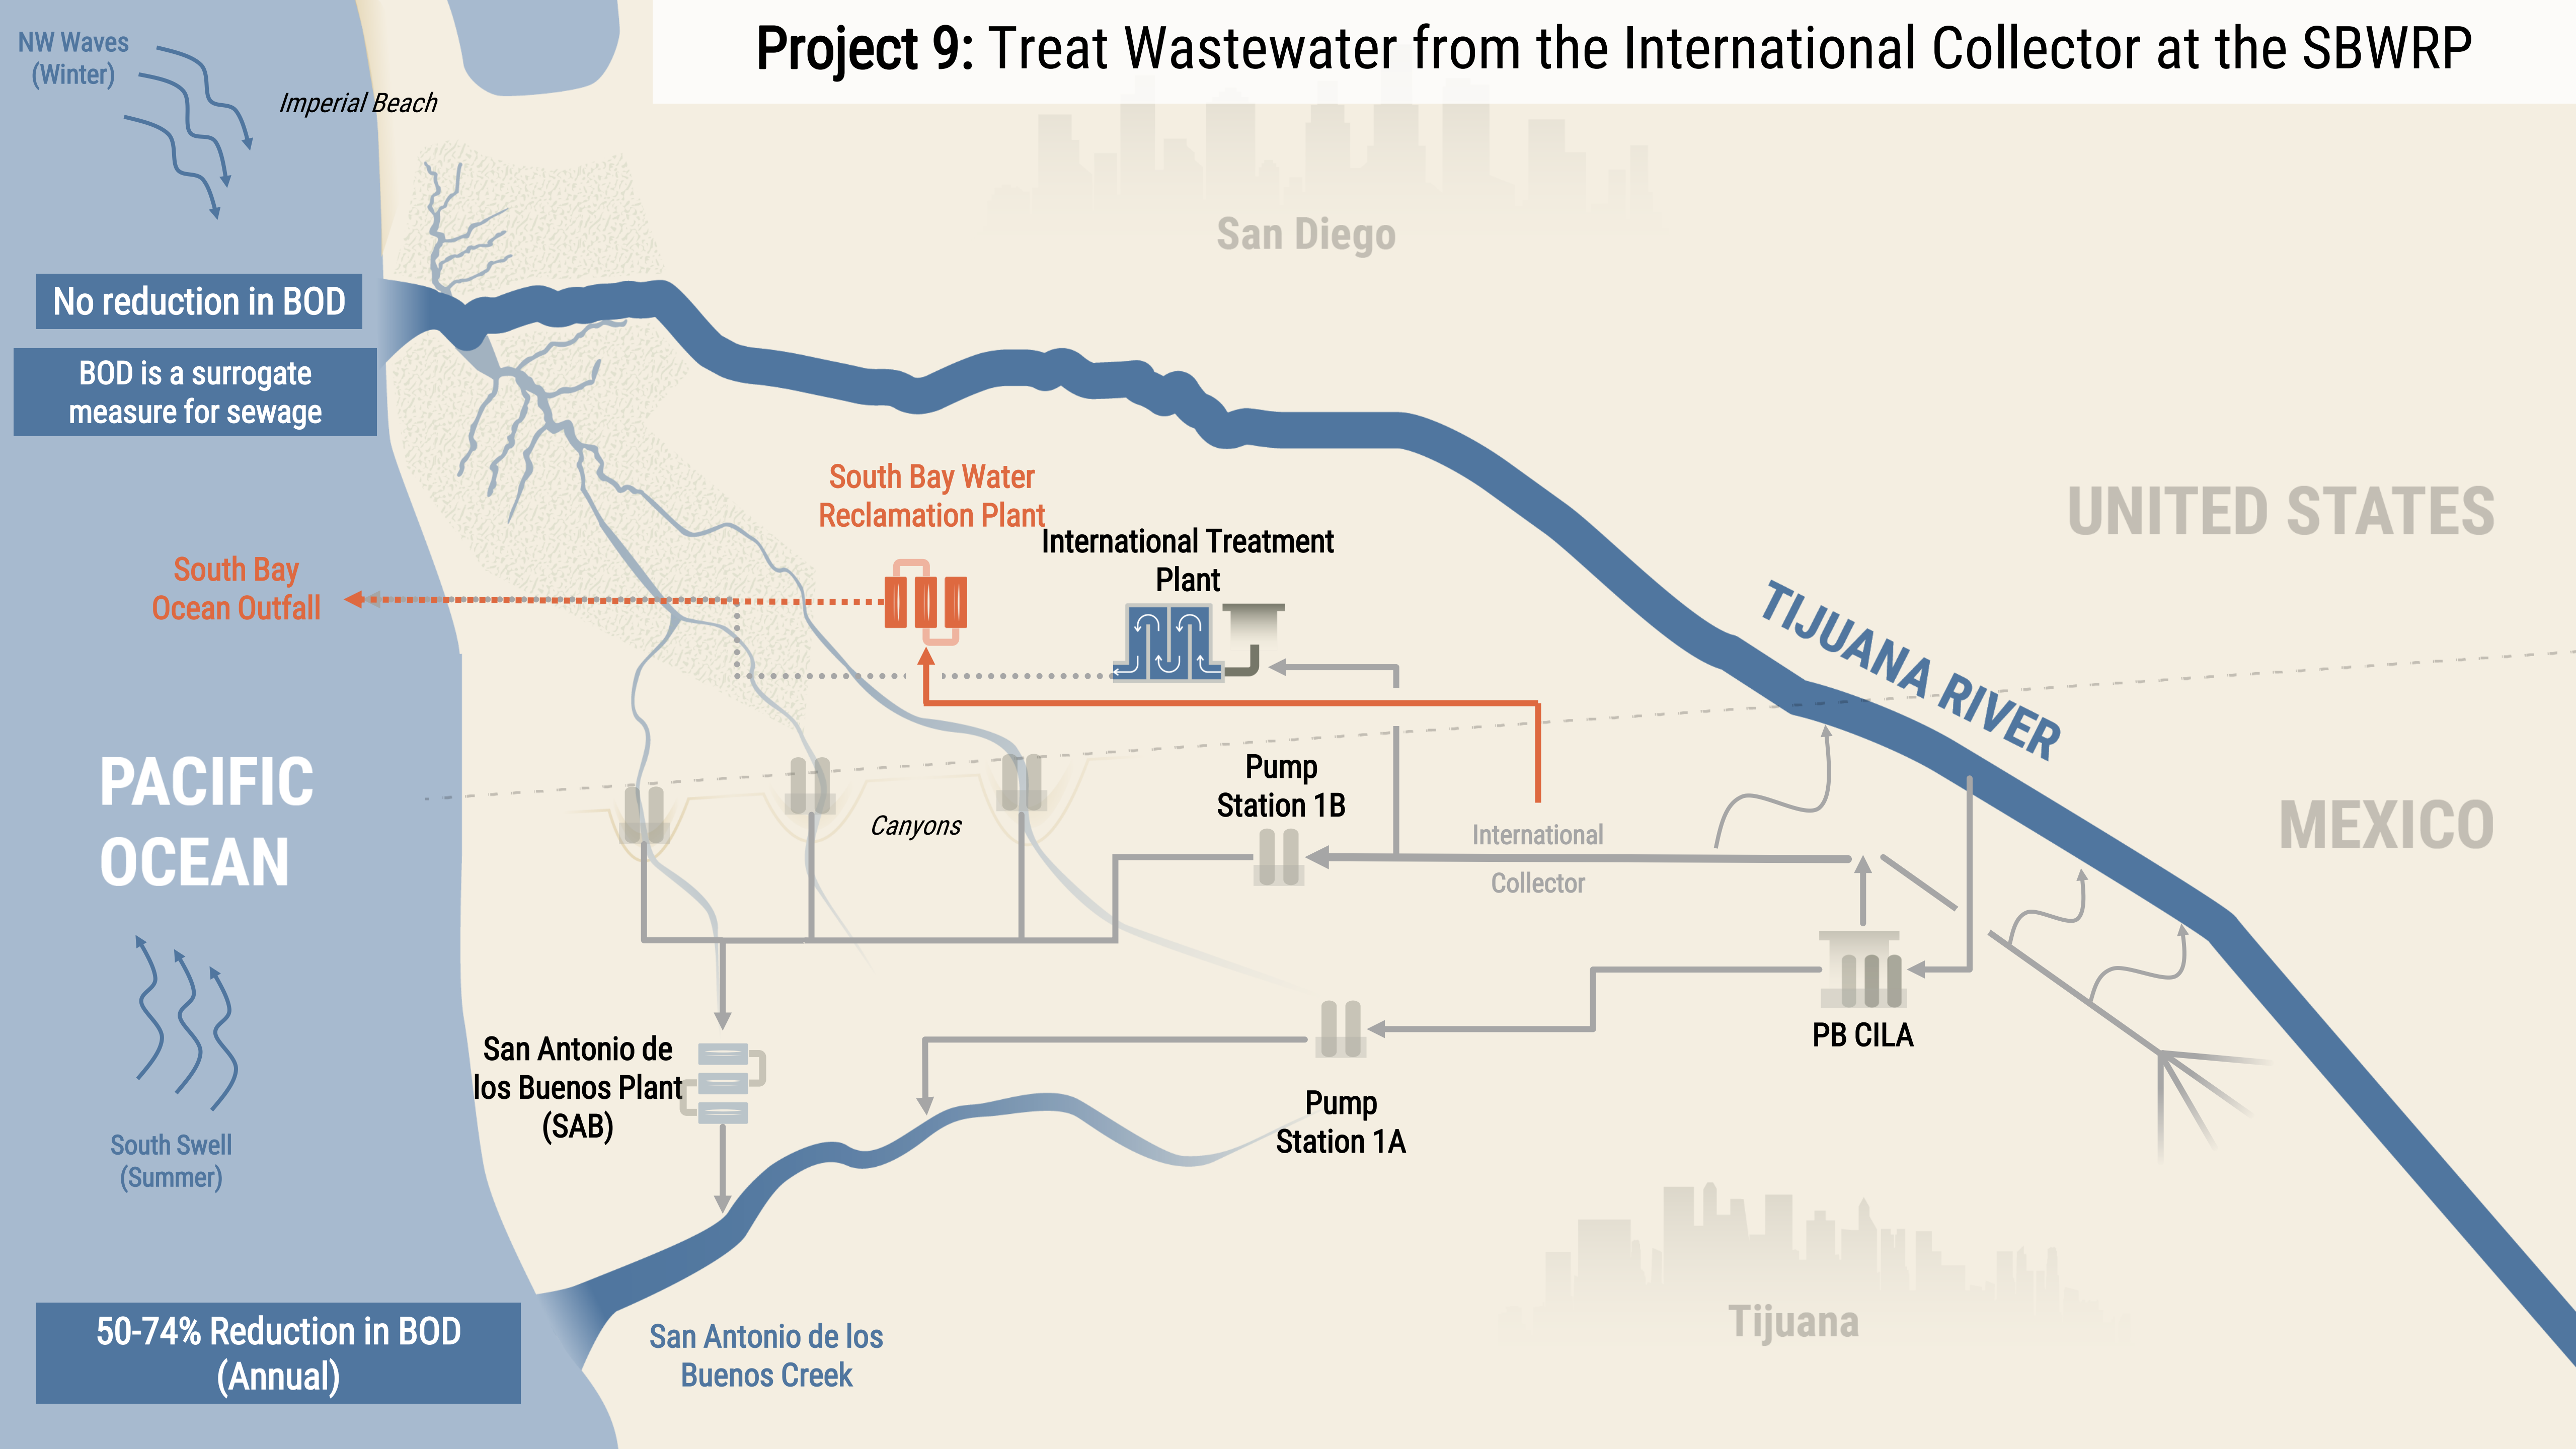 Project 9: Treat Wastewater from the International Collector at the SBWRP
NW Waves
(Winter)
Imperial Beach
San Diego
No reduction in BOD
BOD is a surrogate
measure for sewage
South Bay Water
Reclamation Plant
International Treatment
Plant
UNITED STATES
South Bay
Ocean Outfall
TIJUANA RIVER
PACIFIC
OCEAN
Pump
Station 1B
Canyons
International
Collector
MEXICO
PB CILA
San Antonio de
los Buenos Plant
(SAB)
Pump
Station 1A
South Swell
(Summer)
50-74% Reduction in BOD
(Annual)
San Antonio de los
Buenos Creek
Tijuana